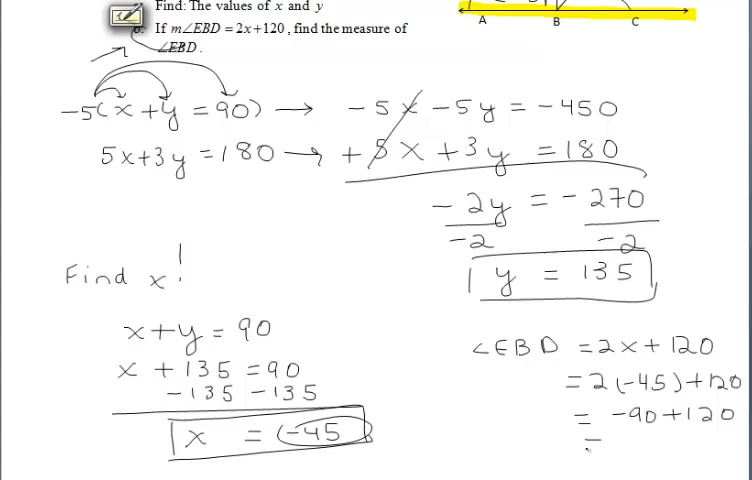 Find: The values of x and y
If m∠EBD = 2x+120, find the measure of
∠EBD.
A B C
-5(x + y = 90) → -5x - 5y = -450
5x + 3y = 180 → + 5x + 3y = 180
-2y = -270
-2 -2
y = 135
Find x!
x + y = 90
x + 135 = 90
-135 -135
x = -45
∠EBD = 2x + 120
= 2(-45) + 120
= -90 + 120
=